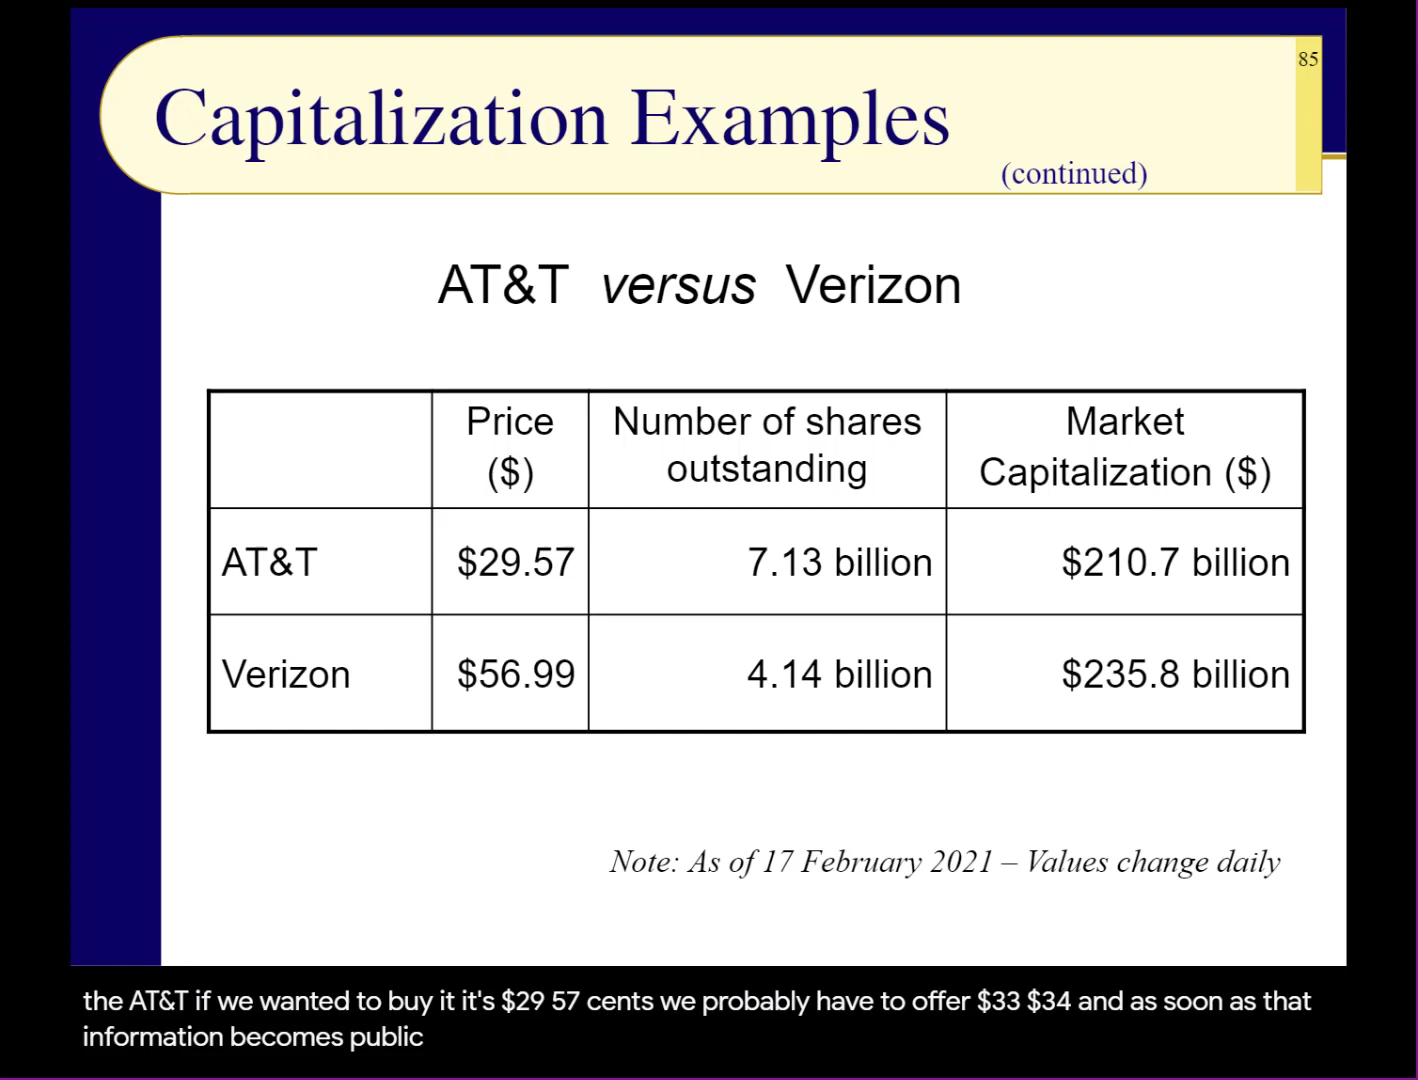 85
Capitalization Examples
(continued)
AT&T versus Verizon
Price Number of shares Market
($) outstanding Capitalization ($)
AT&T $29.57 7.13 billion $210.7 billion
Verizon $56.99 4.14 billion $235.8 billion
Note: As of 17 February 2021 – Values change daily
the AT&T if we wanted to buy it it's $29 57 cents we probably have to offer $33 $34 and as soon as that
information becomes public